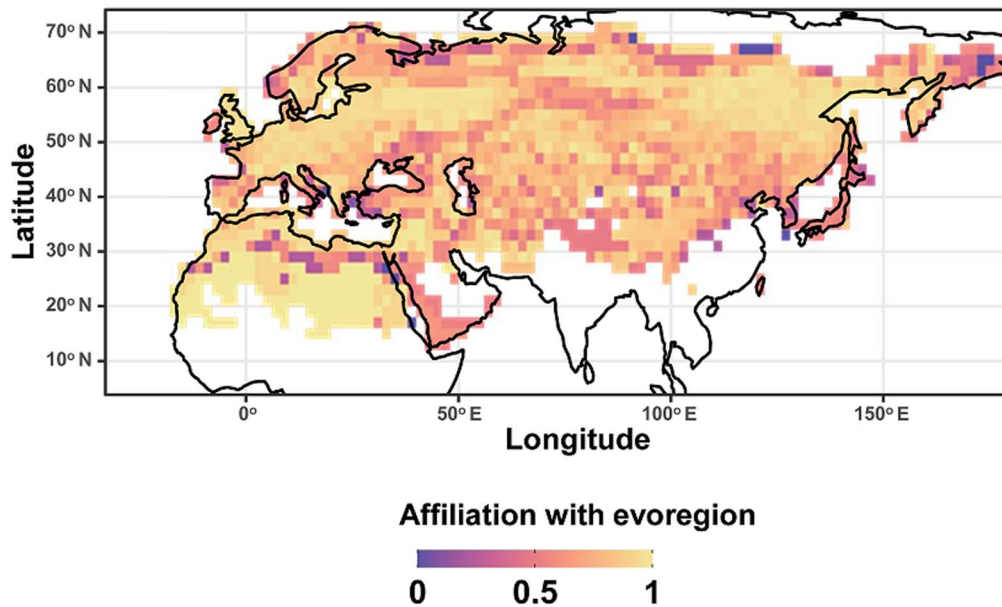 Latitude
70° N
60° N
50° N
40° N
30° N
20° N
10° N
0° 50° E 100° E 150° E
Longitude
Affiliation with evoregion
0 0.5 1